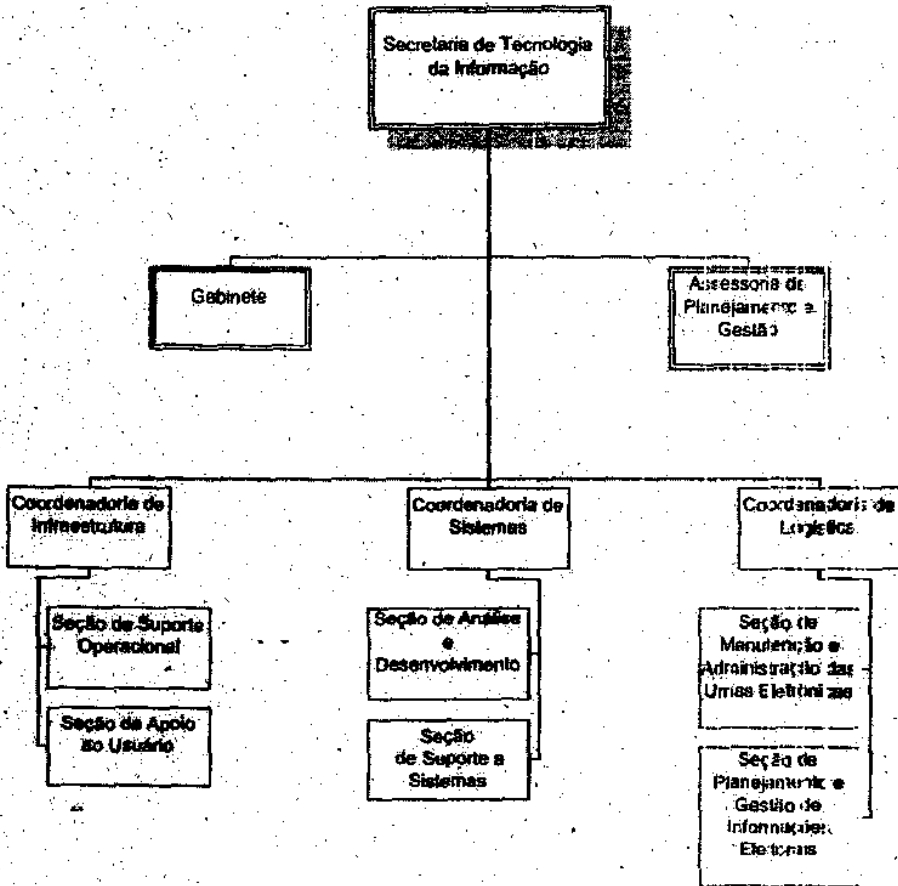 Secretaria de Tecnologia
da Informação
Gabinete
Assessoria de
Planejamento e
Gestão
Coordenadoria de
Infraestrutura
Coordenadoria de
Sistemas
Coordenadoria de
Logística
Seção de Suporte
Operacional
Seção de Apoio
ao Usuário
Seção de Análise
e
Desenvolvimento
Seção
de Suporte a
Sistemas
Seção de
Manutenção e
Administração das
Urnas Eletrônicas
Seção de
Planejamento e
Gestão de
Informações
Eleitorais